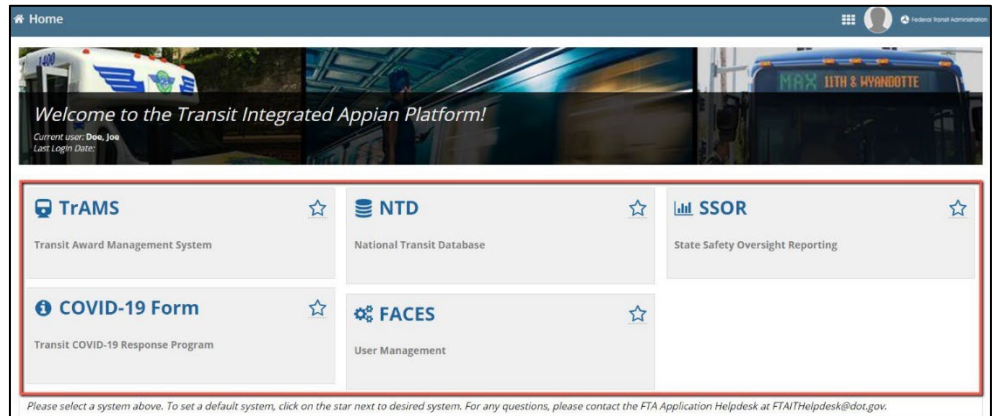 Home
Federal Transit Administration
1400
MAX 11TH & WYANDOTTE
Welcome to the Transit Integrated Appian Platform!
Current user: Doe, Joe
Last Login Date:
TrAMS
Transit Award Management System
NTD
National Transit Database
SSOR
State Safety Oversight Reporting
COVID-19 Form
Transit COVID-19 Response Program
FACES
User Management
Please select a system above. To set a default system, click on the star next to desired system. For any questions, please contact the FTA Application Helpdesk at FTAITHelpdesk@dot.gov.